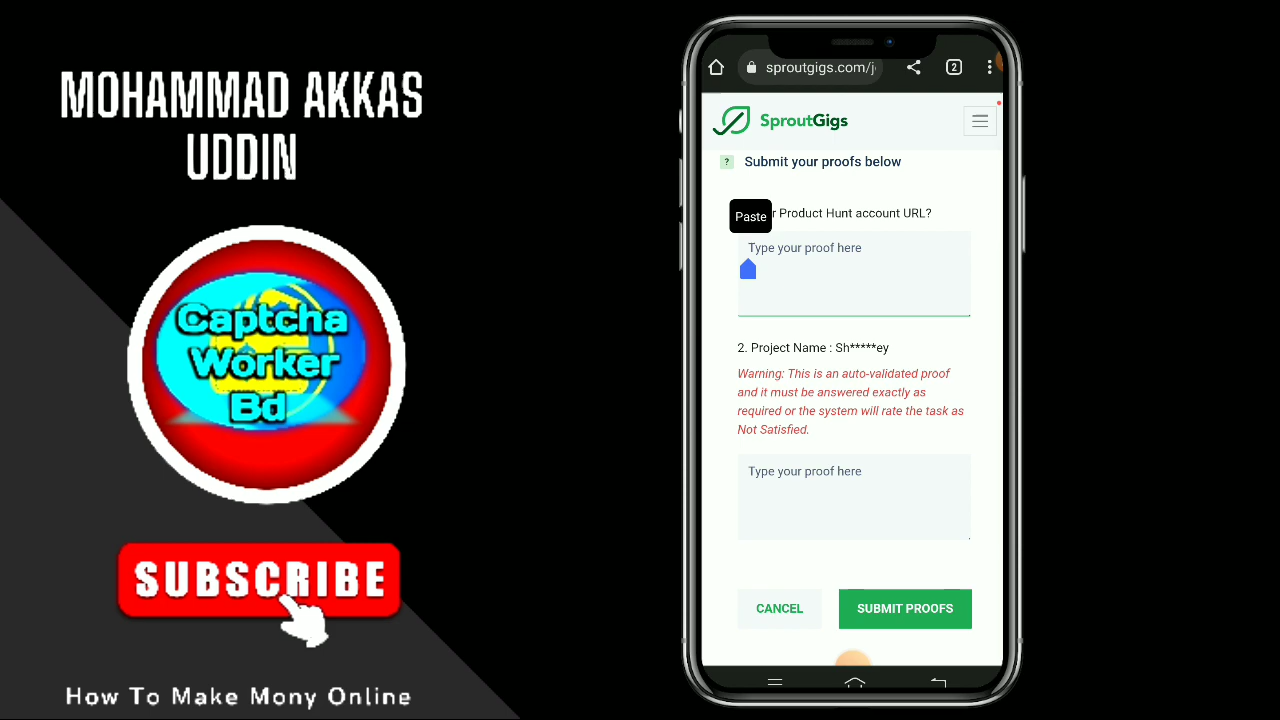 MOHAMMAD AKKAS
UDDIN
Captcha
Worker
Bd
SUBSCRIBE
How To Make Mony Online
sproutgigs.com/j
2
SproutGigs
? Submit your proofs below
r Product Hunt account URL?
Paste
Type your proof here
2. Project Name : Sh*****ey
Warning: This is an auto-validated proof
and it must be answered exactly as
required or the system will rate the task as
Not Satisfied.
Type your proof here
CANCEL
SUBMIT PROOFS